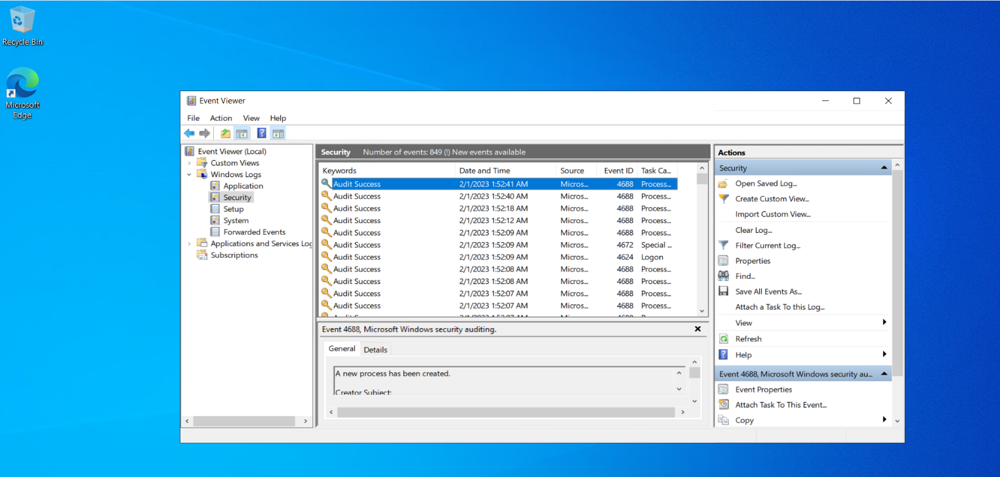 Recycle Bin
Microsoft
Edge
Event Viewer
File Action View Help
Event Viewer (Local)
Custom Views
Windows Logs
Application
Security
Setup
System
Forwarded Events
Applications and Services Log
Subscriptions
Security Number of events: 849 (!) New events available
Keywords Date and Time Source Event ID Task Ca...
Audit Success 2/1/2023 1:52:41 AM Micros... 4688 Process...
Audit Success 2/1/2023 1:52:40 AM Micros... 4688 Process...
Audit Success 2/1/2023 1:52:18 AM Micros... 4688 Process...
Audit Success 2/1/2023 1:52:12 AM Micros... 4688 Process...
Audit Success 2/1/2023 1:52:09 AM Micros... 4688 Process...
Audit Success 2/1/2023 1:52:09 AM Micros... 4672 Special ...
Audit Success 2/1/2023 1:52:09 AM Micros... 4624 Logon
Audit Success 2/1/2023 1:52:08 AM Micros... 4688 Process...
Audit Success 2/1/2023 1:52:08 AM Micros... 4688 Process...
Audit Success 2/1/2023 1:52:07 AM Micros... 4688 Process...
Audit Success 2/1/2023 1:52:07 AM Micros... 4688 Process...
Event 4688, Microsoft Windows security auditing.
General Details
A new process has been created.
Creator Subject:
Actions
Security
Open Saved Log...
Create Custom View...
Import Custom View...
Clear Log...
Filter Current Log...
Properties
Find...
Save All Events As...
Attach a Task To this Log...
View
Refresh
Help
Event 4688, Microsoft Windows security au...
Event Properties
Attach Task To This Event...
Copy